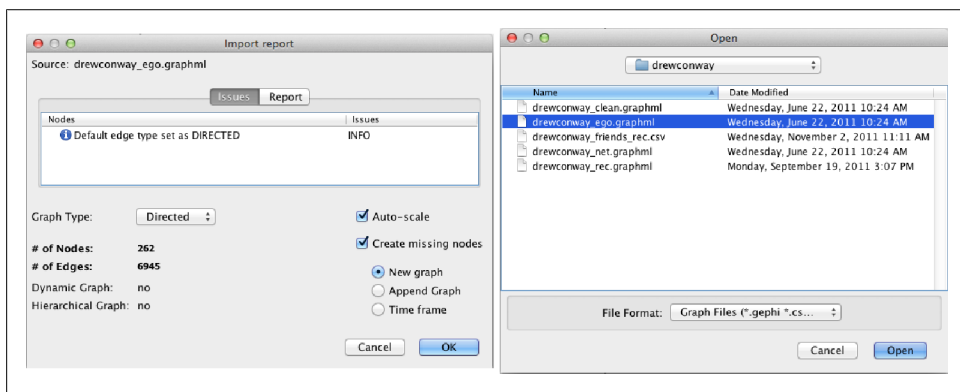 Import report
Source: drewconway_ego.graphml
Issues Report
Nodes Issues
Default edge type set as DIRECTED INFO
Graph Type: Directed
Auto-scale
# of Nodes: 262
Create missing nodes
# of Edges: 6945
New graph
Dynamic Graph: no
Append Graph
Hierarchical Graph: no
Time frame
Cancel OK
Open
drewconway
Name Date Modified
drewconway_clean.graphml Wednesday, June 22, 2011 10:24 AM
drewconway_ego.graphml Wednesday, June 22, 2011 10:24 AM
drewconway_friends_rec.csv Wednesday, November 2, 2011 11:11 AM
drewconway_net.graphml Wednesday, June 22, 2011 10:24 AM
drewconway_rec.graphml Monday, September 19, 2011 3:07 PM
File Format: Graph Files (*.gephi *.cs...
Cancel Open